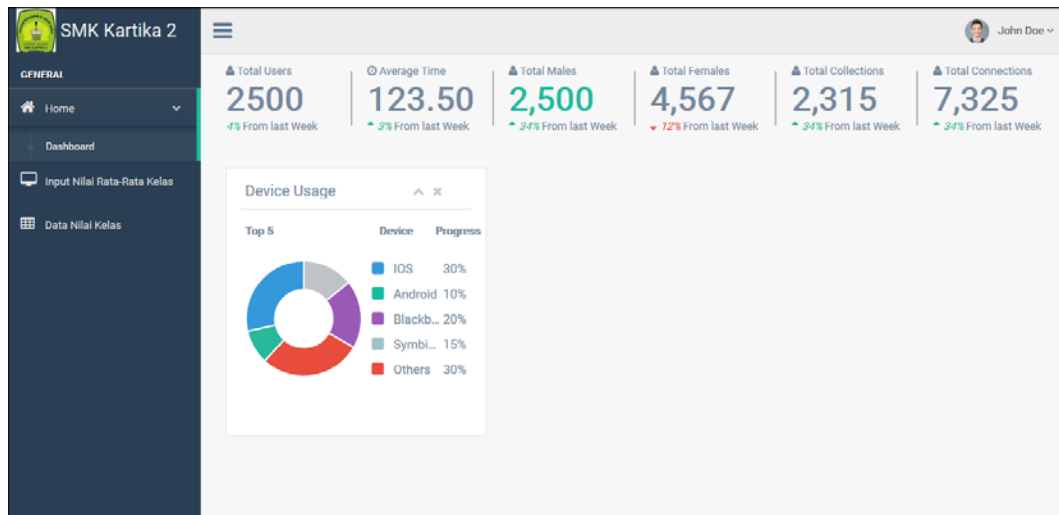 SMK Kartika 2
John Doe
GENERAL
Home
Dashboard
Input Nilai Rata-Rata Kelas
Data Nilai Kelas
Total Users
2500
4% From last Week
Average Time
123.50
3% From last Week
Total Males
2,500
34% From last Week
Total Females
4,567
12% From last Week
Total Collections
2,315
34% From last Week
Total Connections
7,325
34% From last Week
Device Usage
Top 5 Device Progress
IOS 30%
Android 10%
Blackb... 20%
Symbi... 15%
Others 30%